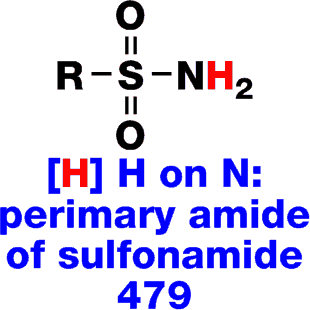 O
R–S–NH2
O
[H] H on N:
perimary amide
of sulfonamide
479